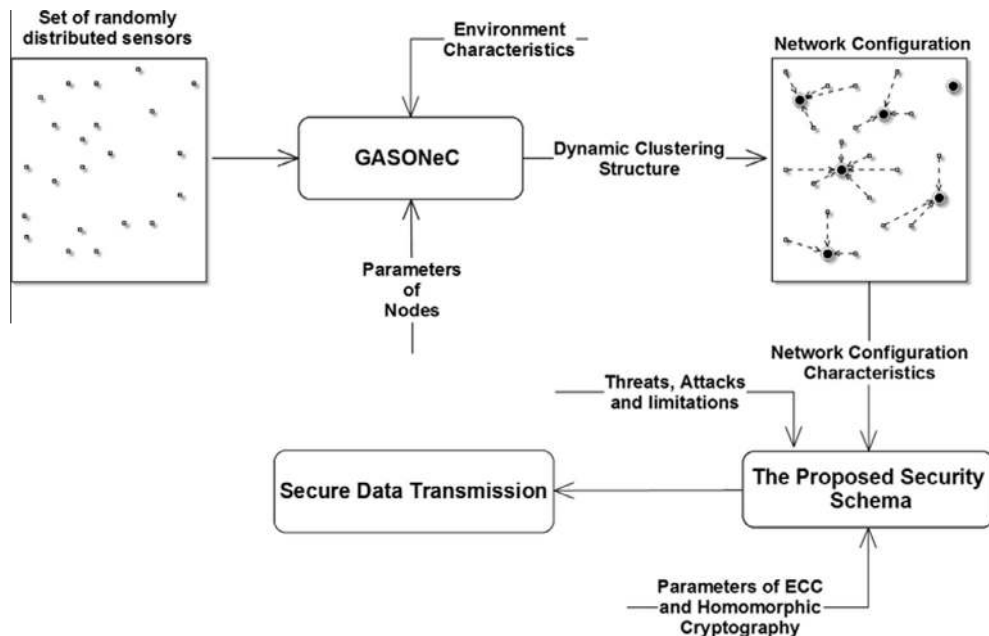 Set of randomly
distributed sensors
Environment
Characteristics
Network Configuration
GASONeC
Dynamic Clustering
Structure
Parameters
of
Nodes
Network Configuration
Characteristics
Threats, Attacks
and limitations
Secure Data Transmission
The Proposed Security
Schema
Parameters of ECC
and Homomorphic
Cryptography